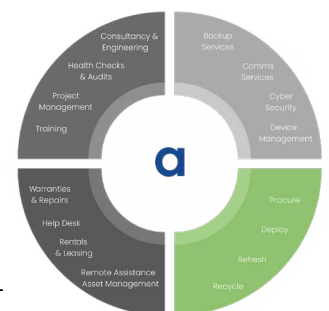 Consultancy &
Engineering
Health Checks
& Audits
Project
Management
Training
Backup
Services
Comms
Services
Cyber
Security
Device
Management
a
Warranties
& Repairs
Help Desk
Rentals
& Leasing
Remote Assistance
Asset Management
Procure
Deploy
Refresh
Recycle